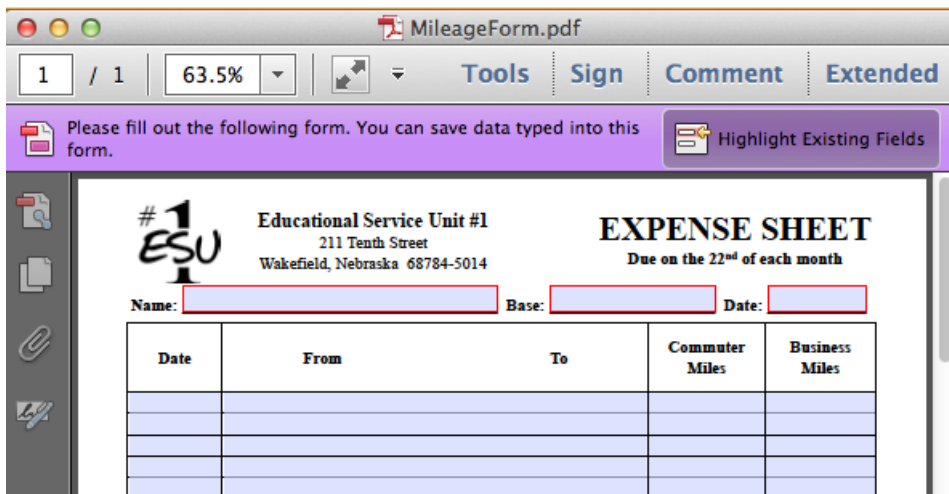 MileageForm.pdf
1 / 1 63.5% Tools Sign Comment Extended
Please fill out the following form. You can save data typed into this
form.
Highlight Existing Fields
#1
ESU
Educational Service Unit #1
211 Tenth Street
Wakefield, Nebraska 68784-5014
EXPENSE SHEET
Due on the 22nd of each month
Name: Base: Date:
Date From To Commuter Miles Business Miles